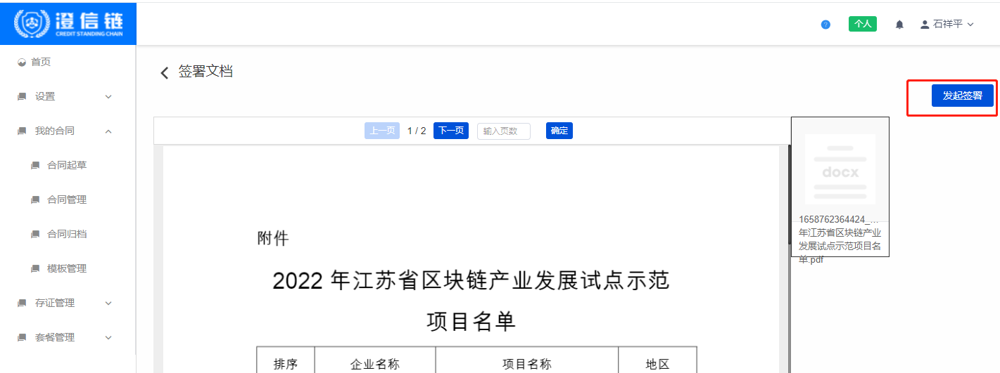 澄信链
CREDIT STANDING CHAIN
个人
石祥平
首页
设置
我的合同
合同起草
合同管理
合同归档
模板管理
存证管理
套餐管理
签署文档
发起签署
上一页 1 / 2 下一页 输入页数 确定
docx
1658762364424_...
年江苏省区块链产业
发展试点示范项目名
单.pdf
附件
2022 年江苏省区块链产业发展试点示范
项目名单
排序 企业名称 项目名称 地区